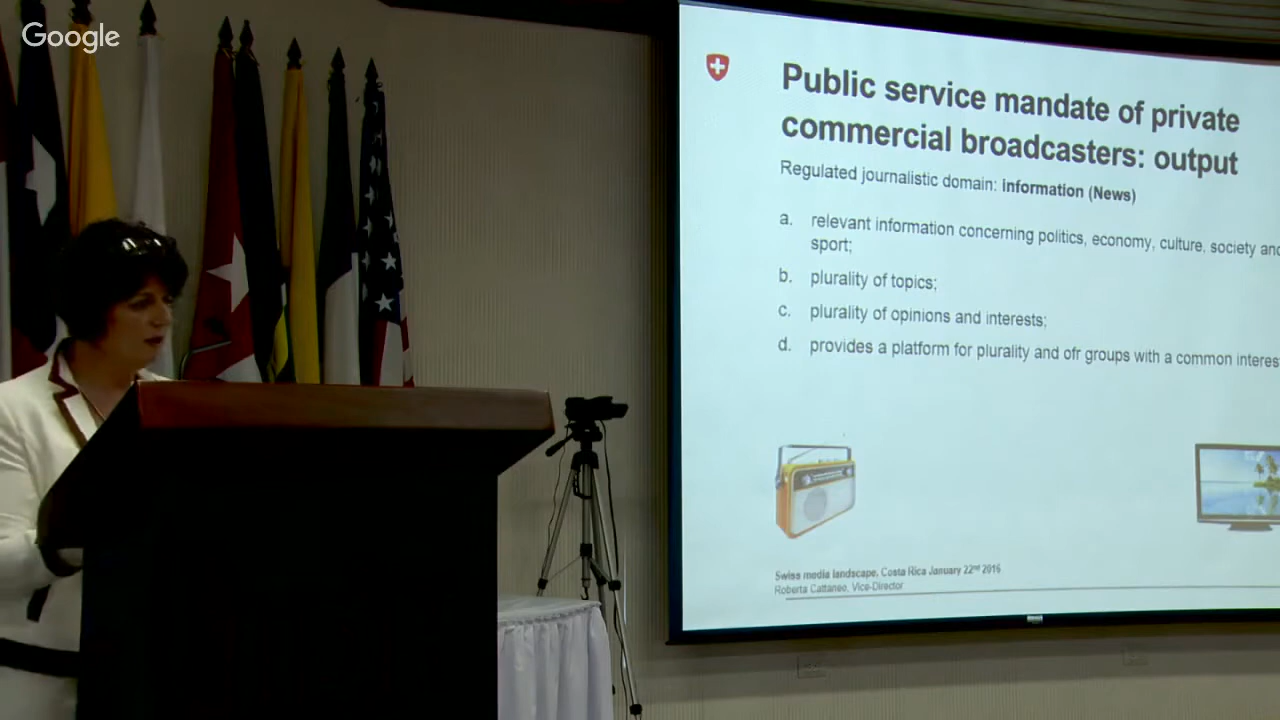 Google
Public service mandate of private
commercial broadcasters: output
Regulated journalistic domain: Information (News)
a. relevant information concerning politics, economy, culture, society and
sport;
b. plurality of topics;
c. plurality of opinions and interests;
d. provides a platform for plurality and ofr groups with a common interes
Swiss media landscape, Costa Rica January 22nd 2016
Roberta Cattaneo, Vice-Director